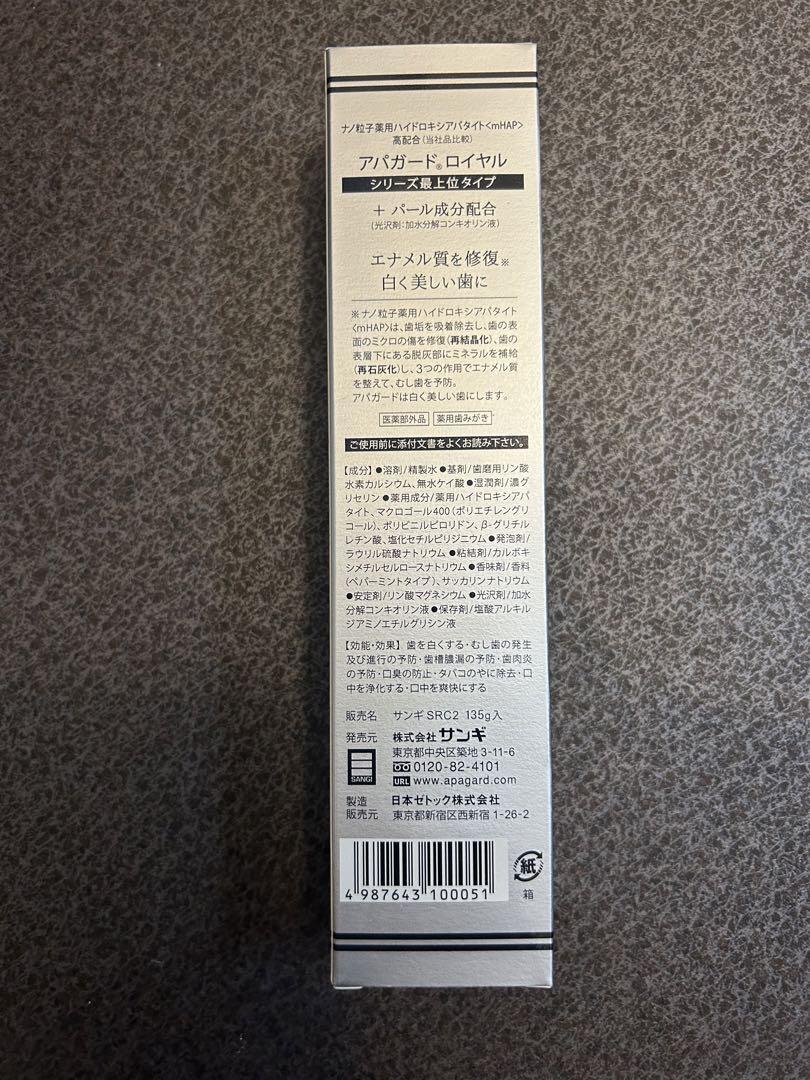 ナノ粒子薬用ハイドロキシアパタイト<mHAP>
高配合(当社品比較)
アパガード®ロイヤル
シリーズ最上位タイプ
+ パール成分配合
(光沢剤:加水分解コンキオリン液)
エナメル質を修復※
白く美しい歯に
※ナノ粒子薬用ハイドロキシアパタイト
<mHAP>は、歯垢を吸着除去し、歯の表
面のミクロの傷を修復(再結晶化)、歯の
表層下にある脱灰部にミネラルを補給
(再石灰化)し、3つの作用でエナメル質
を整えて、むし歯を予防。
アパガードは白く美しい歯にします。
医薬部外品 薬用歯みがき
ご使用前に添付文書をよくお読み下さい。
【成分】●溶剤/精製水●基剤/歯磨用リン酸
水素カルシウム、無水ケイ酸●湿潤剤/濃グ
リセリン●薬用成分/薬用ハイドロキシアパ
タイト、マクロゴール400(ポリエチレングリ
コール)、ポリビニルピロリドン、β-グリチル
レチン酸、塩化セチルピリジニウム●発泡剤/
ラウリル硫酸ナトリウム●粘結剤/カルボキ
シメチルセルロースナトリウム●香味剤/香料
(ペパーミントタイプ)、サッカリンナトリウム
●安定剤/リン酸マグネシウム●光沢剤/加水
分解コンキオリン液●保存剤/塩酸アルキル
ジアミノエチルグリシン液
【効能・効果】歯を白くする・むし歯の発生
及び進行の予防・歯槽膿漏の予防・歯肉炎
の予防・口臭の防止・タバコのやに除去・口
中を浄化する・口中を爽快にする
販売名 サンギ SRC2 135g入
発売元 株式会社 サンギ
東京都中央区築地 3-11-6
SANGI
0120-82-4101
URL www.apagard.com
製造販売元 日本ゼトック株式会社
東京都新宿区西新宿 1-26-2
4 987643 100051
紙
箱